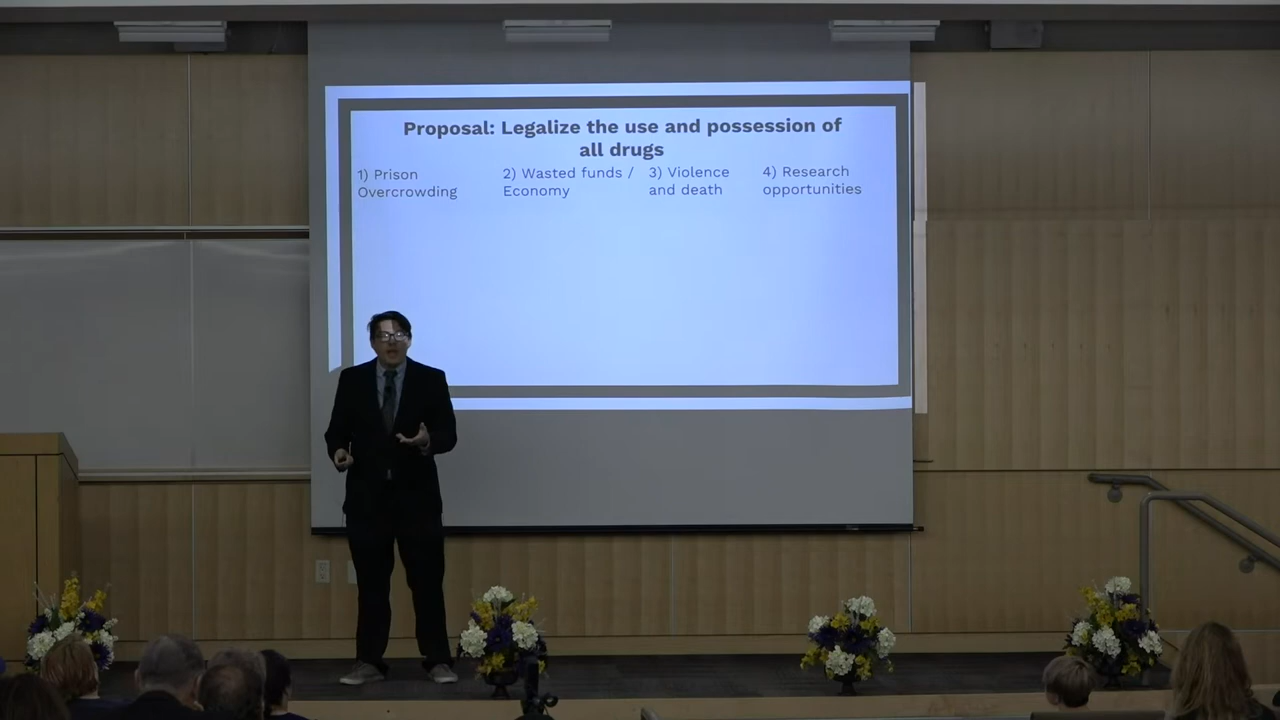 Proposal: Legalize the use and possession of
all drugs
1) Prison
Overcrowding
2) Wasted funds /
Economy
3) Violence
and death
4) Research
opportunities